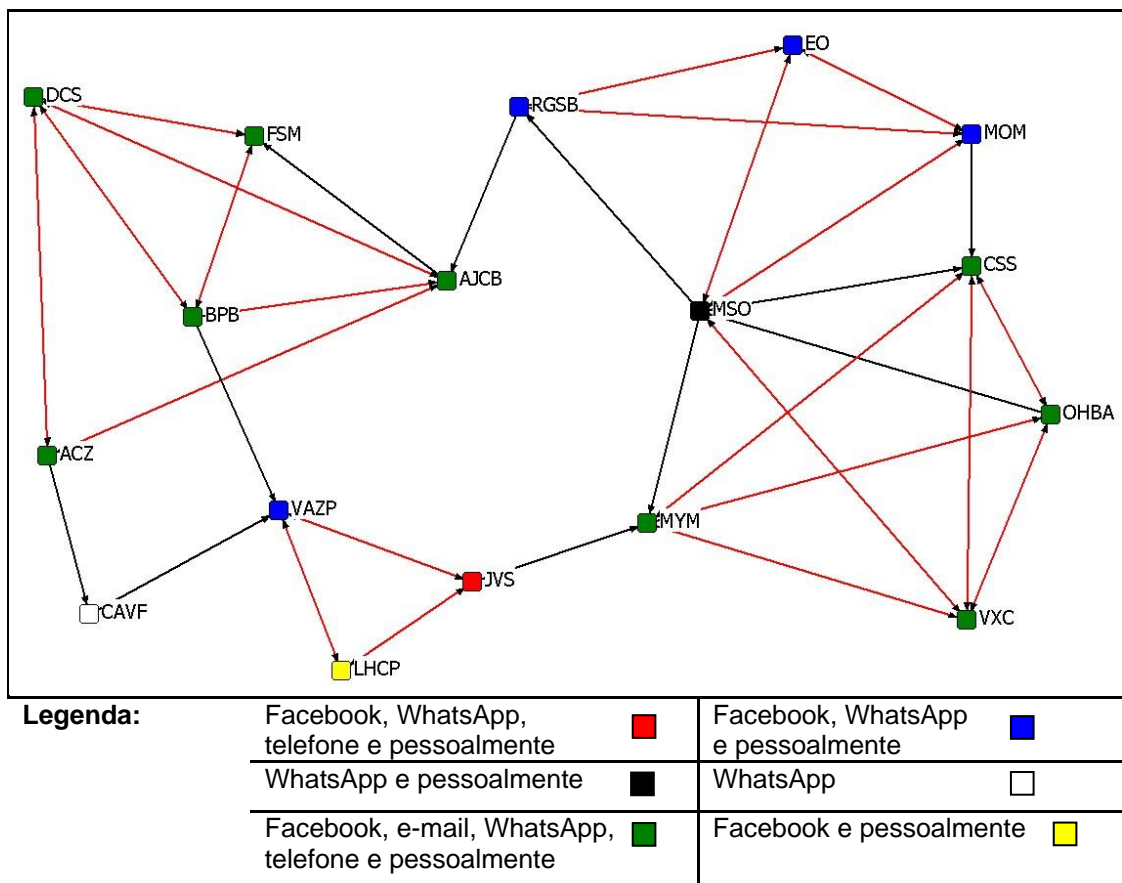 EO
DCS
RGSB
FSM
MOM
CSS
AJCB
MSO
BPB
OHBA
ACZ
VAZP
MYM
JVS
CAVF
VXC
LHCP
Legenda:
Facebook, WhatsApp,
telefone e pessoalmente
Facebook, WhatsApp
e pessoalmente
WhatsApp e pessoalmente
WhatsApp
Facebook, e-mail, WhatsApp,
telefone e pessoalmente
Facebook e pessoalmente